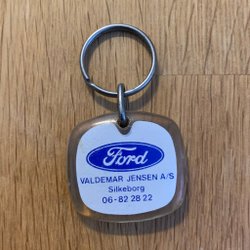 Ford
VALDEMAR JENSEN A/S
Silkeborg
06-82 28 22